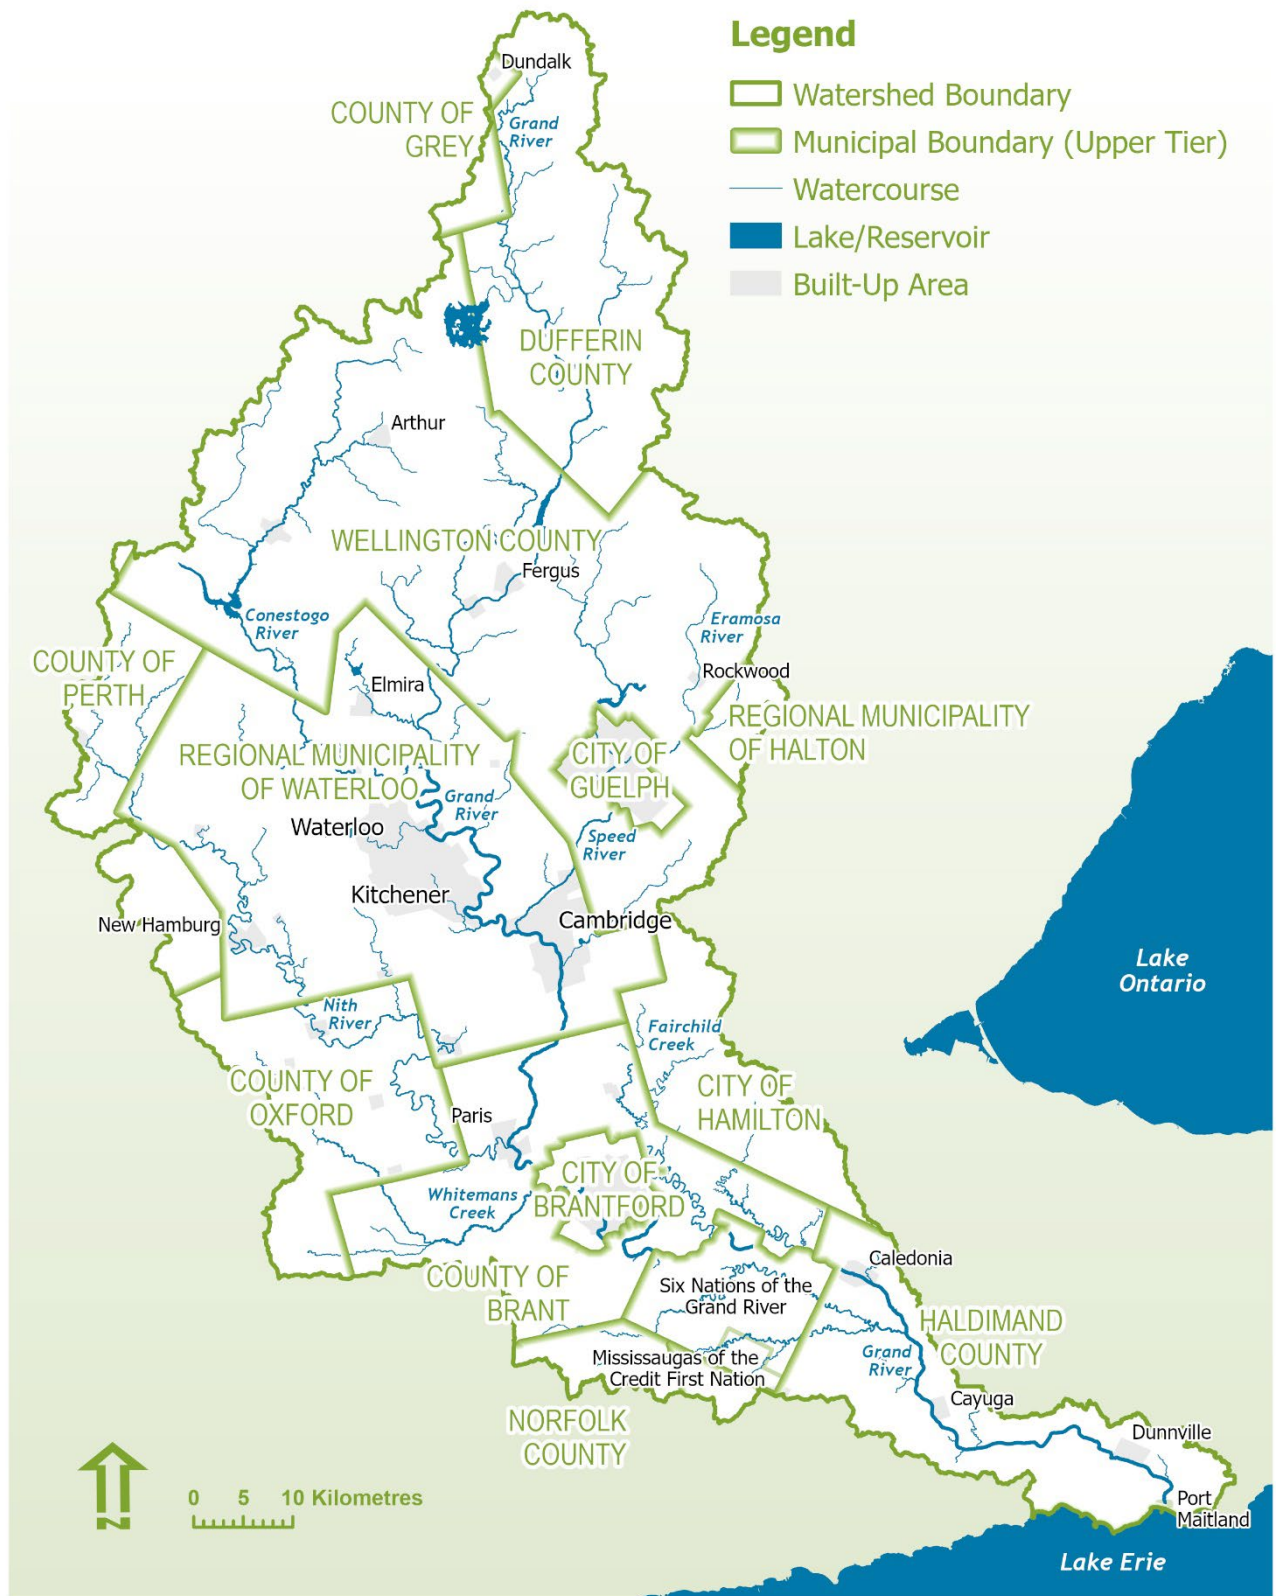 Legend
Watershed Boundary
Municipal Boundary (Upper Tier)
Watercourse
Lake/Reservoir
Built-Up Area
Dundalk
COUNTY OF
GREY
Grand
River
DUFFERIN
COUNTY
Arthur
WELLINGTON COUNTY
Fergus
Conestogo
River
Eramosa
River
COUNTY OF
PERTH
Elmira
Rockwood
REGIONAL MUNICIPALITY
OF HALTON
REGIONAL MUNICIPALITY
OF WATERLOO
CITY OF
GUELPH
Grand
River
Waterloo
Speed
River
Kitchener
Cambridge
New Hamburg
Lake
Ontario
Nith
River
Fairchild
Creek
COUNTY OF
OXFORD
CITY OF
HAMILTON
Paris
CITY OF
BRANTFORD
Whitemans
Creek
Caledonia
COUNTY OF
BRANT
Six Nations of the
Grand River
HALDIMAND
COUNTY
Grand
River
Mississaugas of the
Credit First Nation
Cayuga
NORFOLK
COUNTY
Dunnville
Port
Maitland
N
0 5 10 Kilometres
Lake Erie